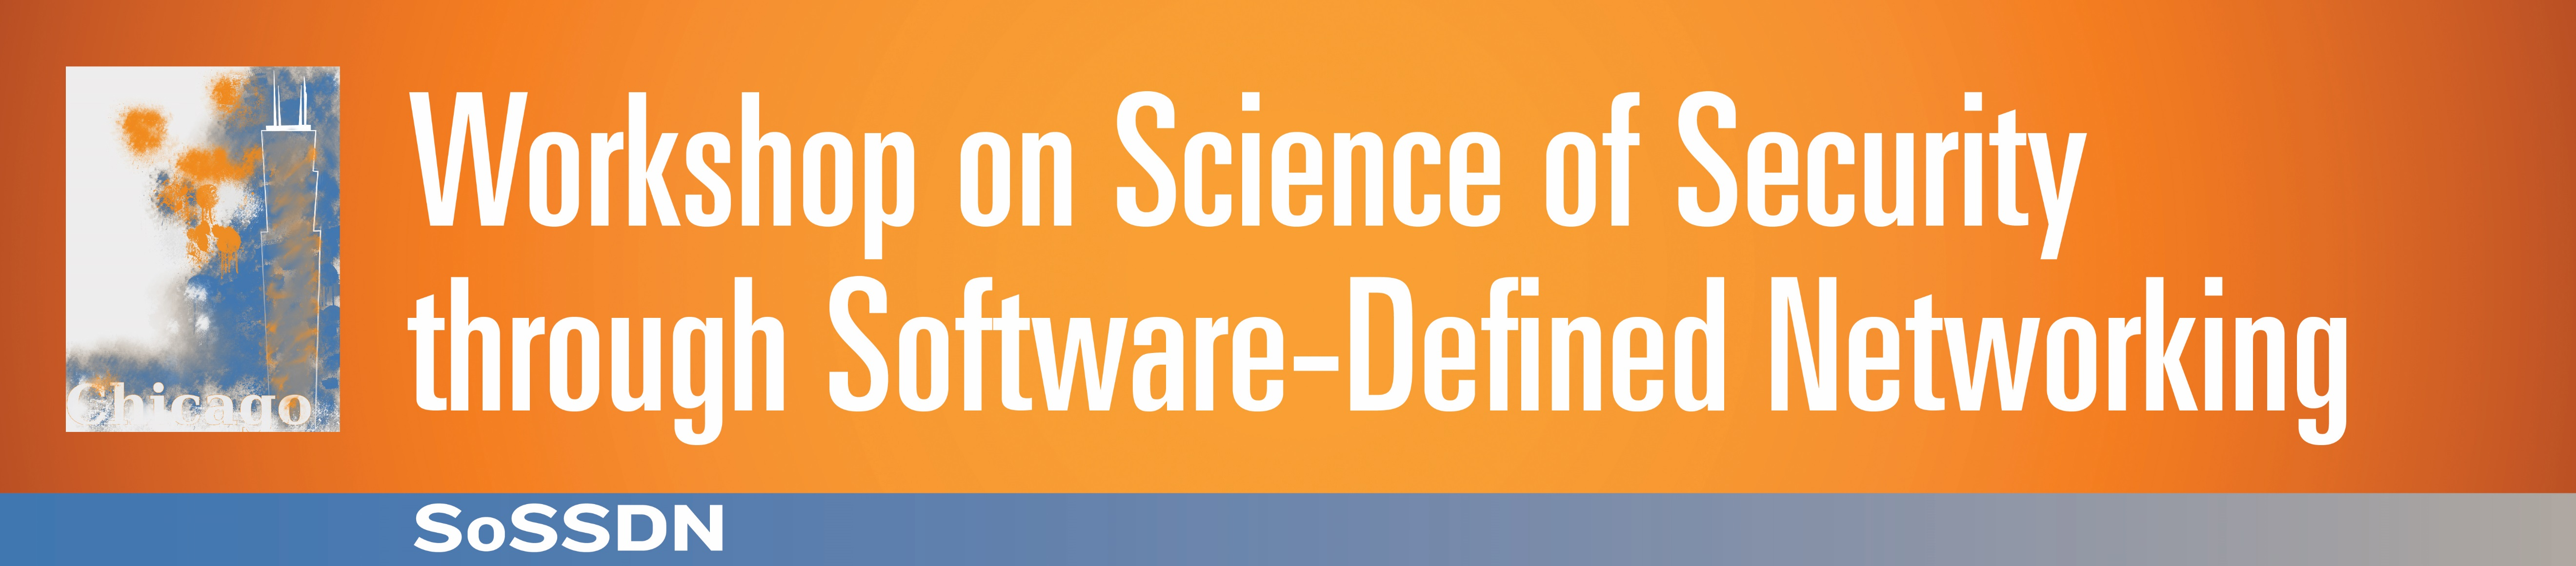 Chicago
Workshop on Science of Security
through Software-Defined Networking
SoSSDN